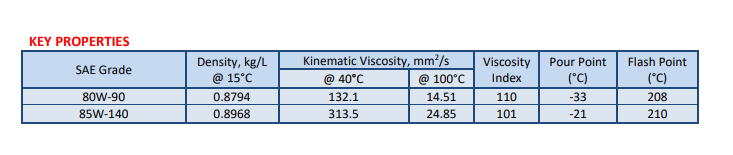 KEY PROPERTIES
SAE Grade Density, kg/L @ 15°C Kinematic Viscosity, mm²/s Viscosity Index Pour Point (°C) Flash Point (°C)
@ 40°C @ 100°C
80W-90 0.8794 132.1 14.51 110 -33 208
85W-140 0.8968 313.5 24.85 101 -21 210